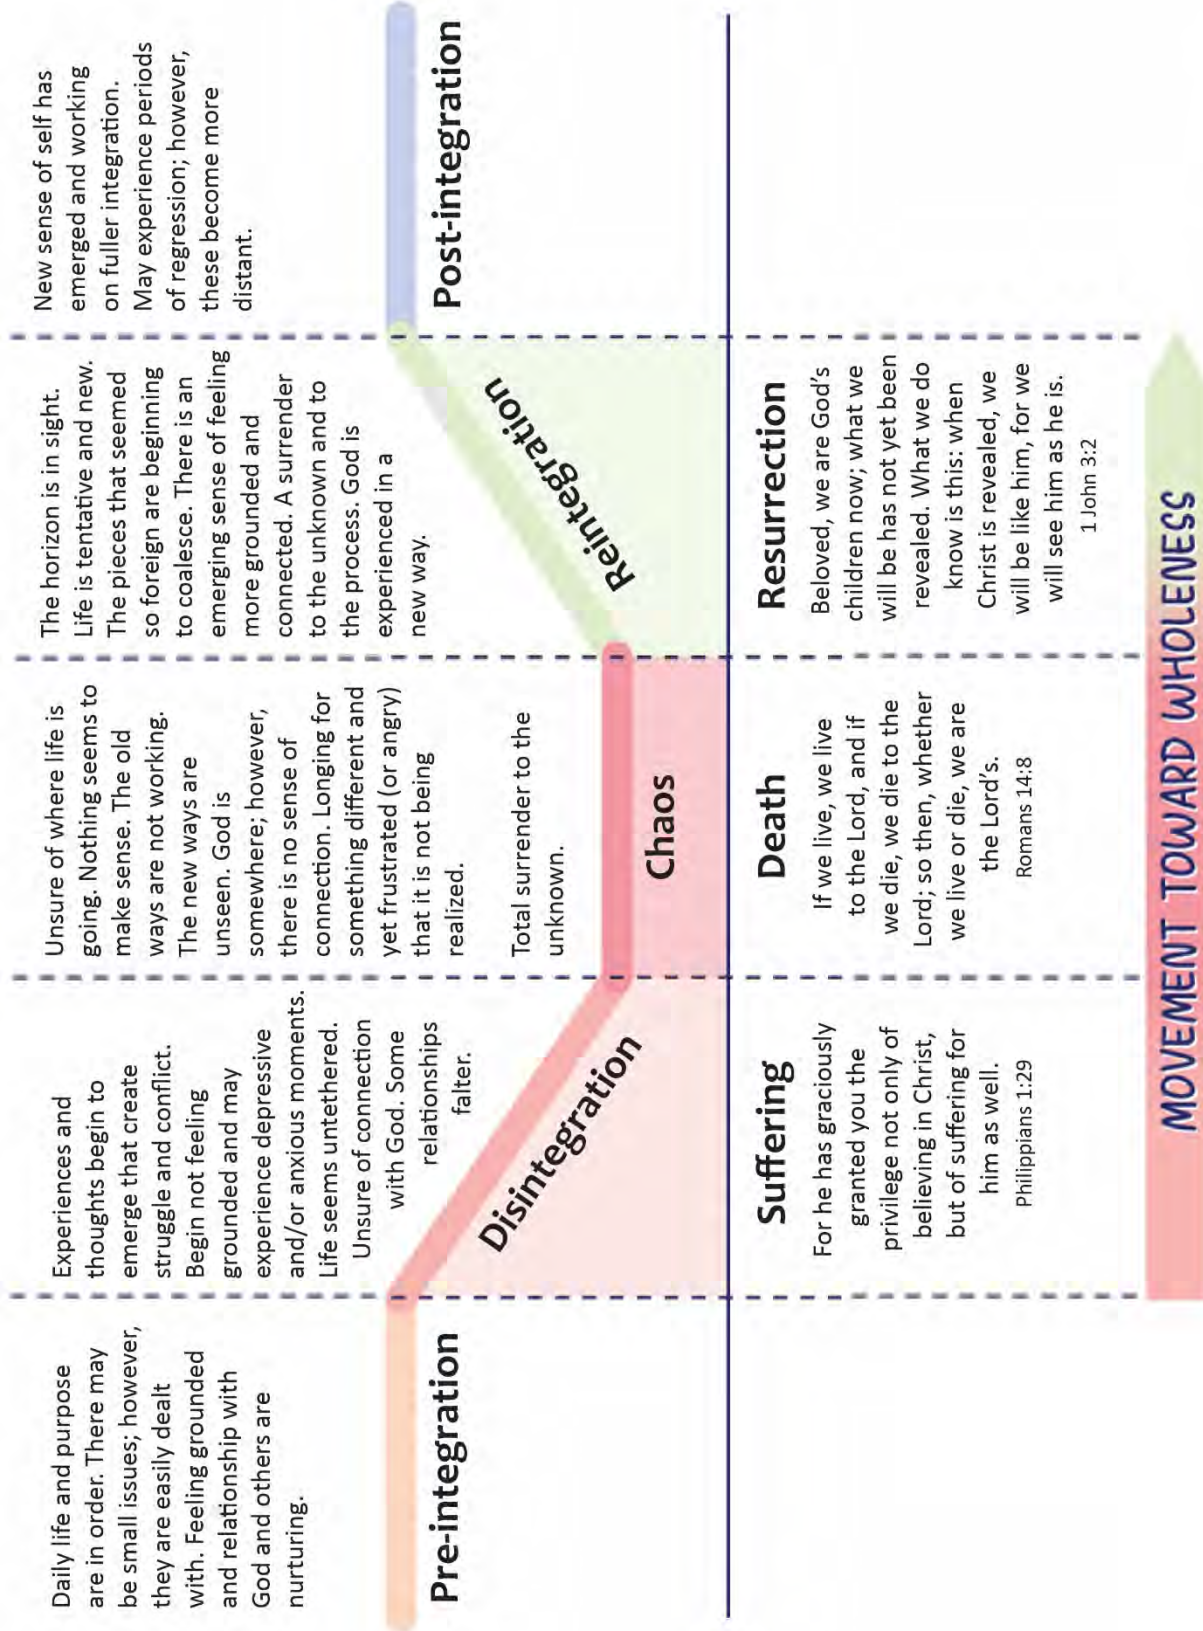 Daily life and purpose
are in order. There may
be small issues; however,
they are easily dealt
with. Feeling grounded
and relationship with
God and others are
nurturing.
Pre-integration
Experiences and
thoughts begin to
emerge that create
struggle and conflict.
Begin not feeling
grounded and may
experience depressive
and/or anxious moments.
Life seems untethered.
Unsure of connection
with God. Some
relationships
falter.
Disintegration
Unsure of where life is
going. Nothing seems to
make sense. The old
ways are not working.
The new ways are
unseen. God is
somewhere; however,
there is no sense of
connection. Longing for
something different and
yet frustrated (or angry)
that it is not being
realized.
Total surrender to the
unknown.
Chaos
The horizon is in sight.
Life is tentative and new.
The pieces that seemed
so foreign are beginning
to coalesce. There is an
emerging sense of feeling
more grounded and
connected. A surrender
to the unknown and to
the process. God is
experienced in a
new way.
Reintegration
New sense of self has
emerged and working
on fuller integration.
May experience periods
of regression; however,
these become more
distant.
Post-integration
Suffering
For he has graciously
granted you the
privilege not only of
believing in Christ,
but of suffering for
him as well.
Philippians 1:29
Death
If we live, we live
to the Lord, and if
we die, we die to the
Lord; so then, whether
we live or die, we are
the Lord's.
Romans 14:8
Resurrection
Beloved, we are God's
children now; what we
will be has not yet been
revealed. What we do
know is this: when
Christ is revealed, we
will be like him, for we
will see him as he is.
1 John 3:2
MOVEMENT TOWARD WHOLENESS